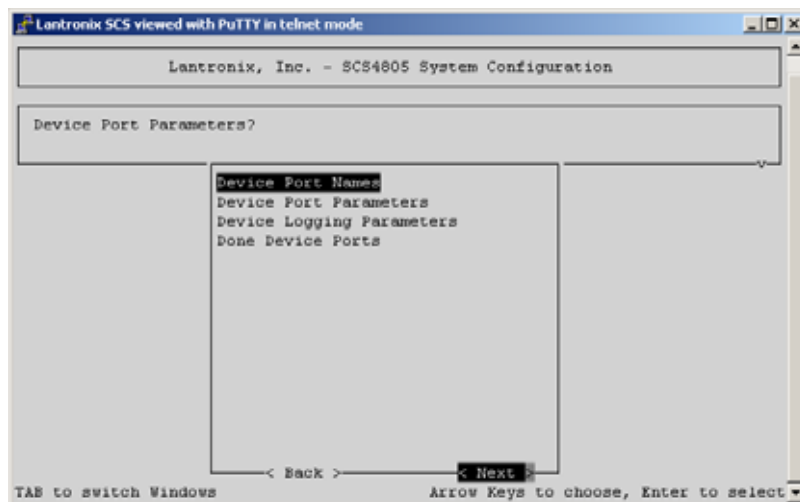 Lantronix SCS viewed with PuTTY in telnet mode
Lantronix, Inc. - SCS4805 System Configuration
Device Port Parameters?
Device Port Names
Device Port Parameters
Device Logging Parameters
Done Device Ports
< Back > < Next >
TAB to switch Windows Arrow Keys to choose, Enter to select